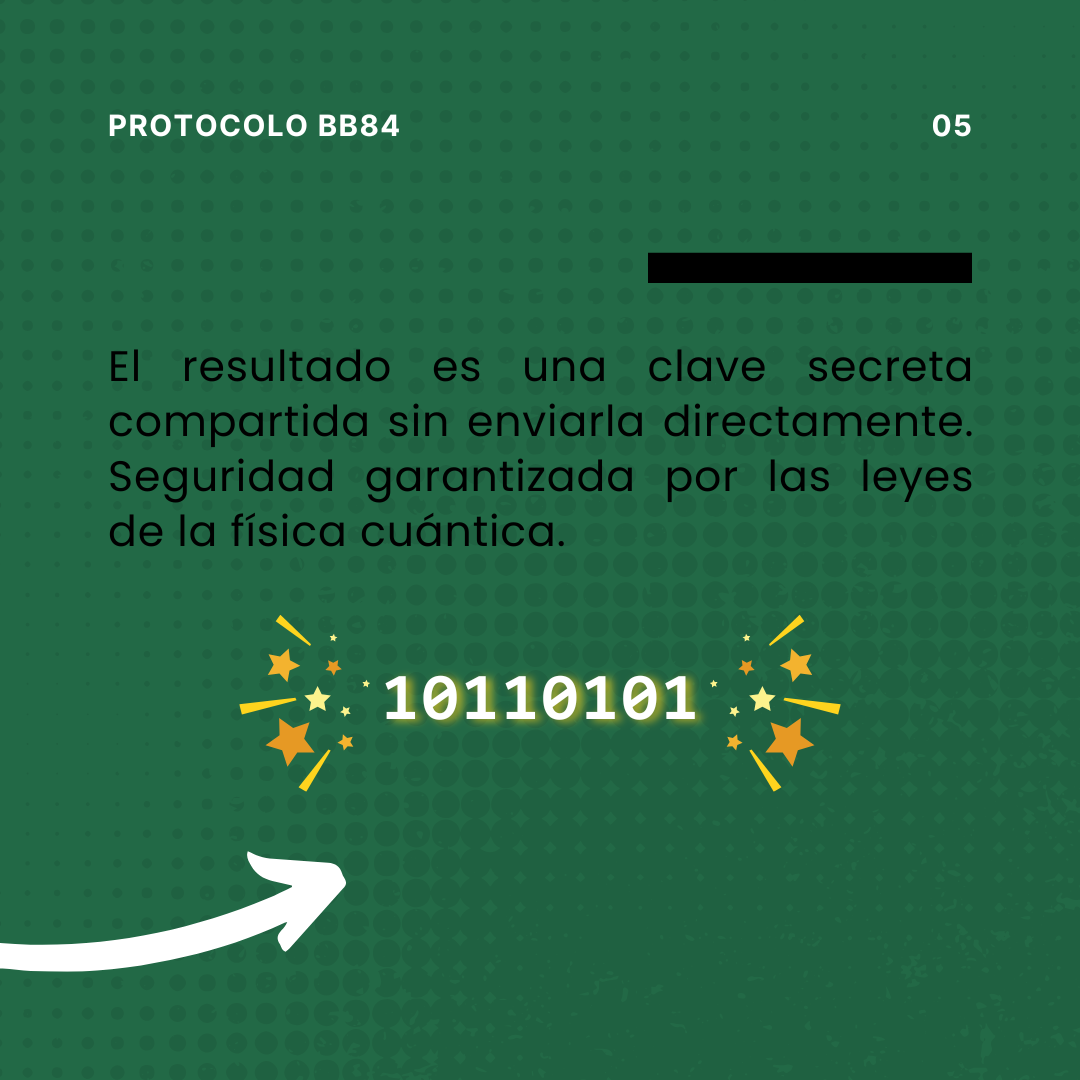 PROTOCOLO BB84
05
El resultado es una clave secreta
compartida sin enviarla directamente.
Seguridad garantizada por las leyes
de la física cuántica.
10110101